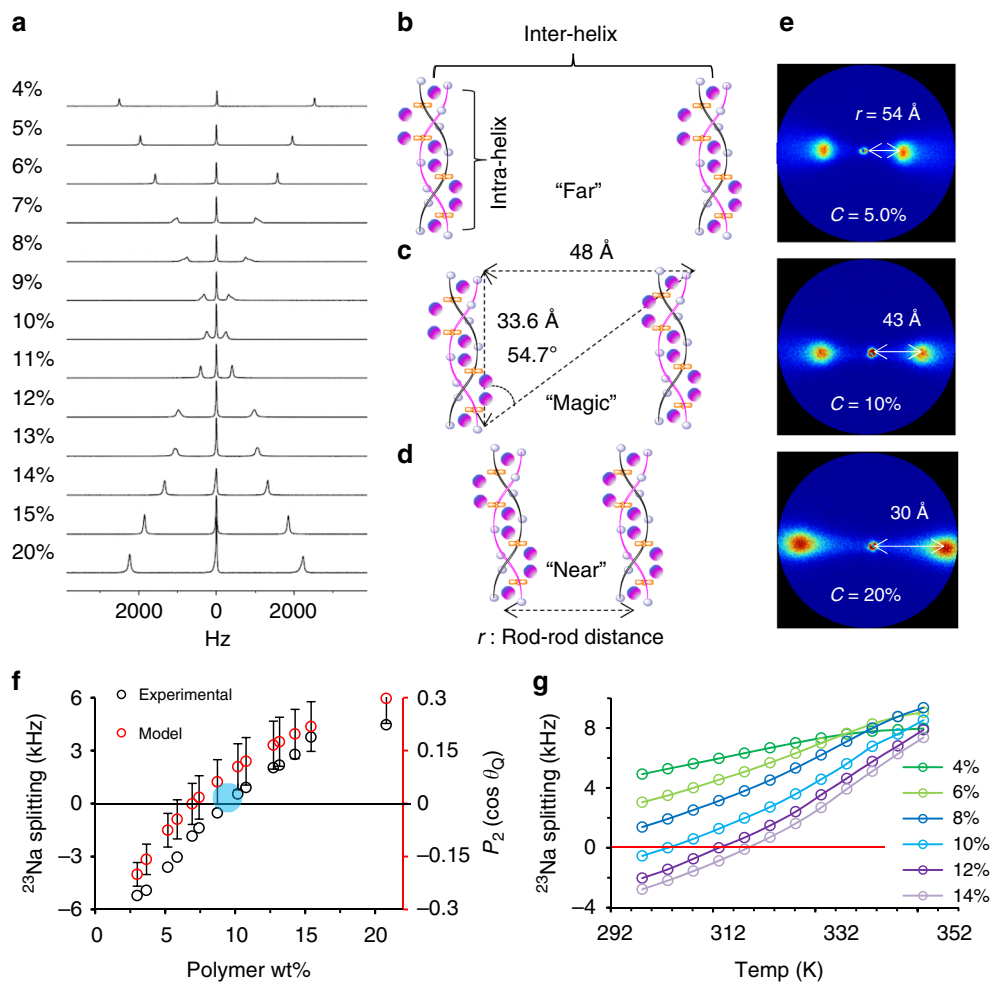 a
4%
5%
6%
7%
8%
9%
10%
11%
12%
13%
14%
15%
20%
2000 0 2000
Hz
b
Inter-helix
Intra-helix
“Far”
c
48 Å
33.6 Å
54.7°
“Magic”
d
“Near”
r : Rod-rod distance
e
r = 54 Å
C = 5.0%
43 Å
C = 10%
30 Å
C = 20%
f
Experimental
Model
²³Na splitting (kHz)
6
3
0
–3
–6
0.3
0.15
0
–0.15
–0.3
P₂ (cos θ_Q)
0 5 10 15 20
Polymer wt%
g
²³Na splitting (kHz)
8
4
0
–4
292 312 332 352
Temp (K)
4%
6%
8%
10%
12%
14%